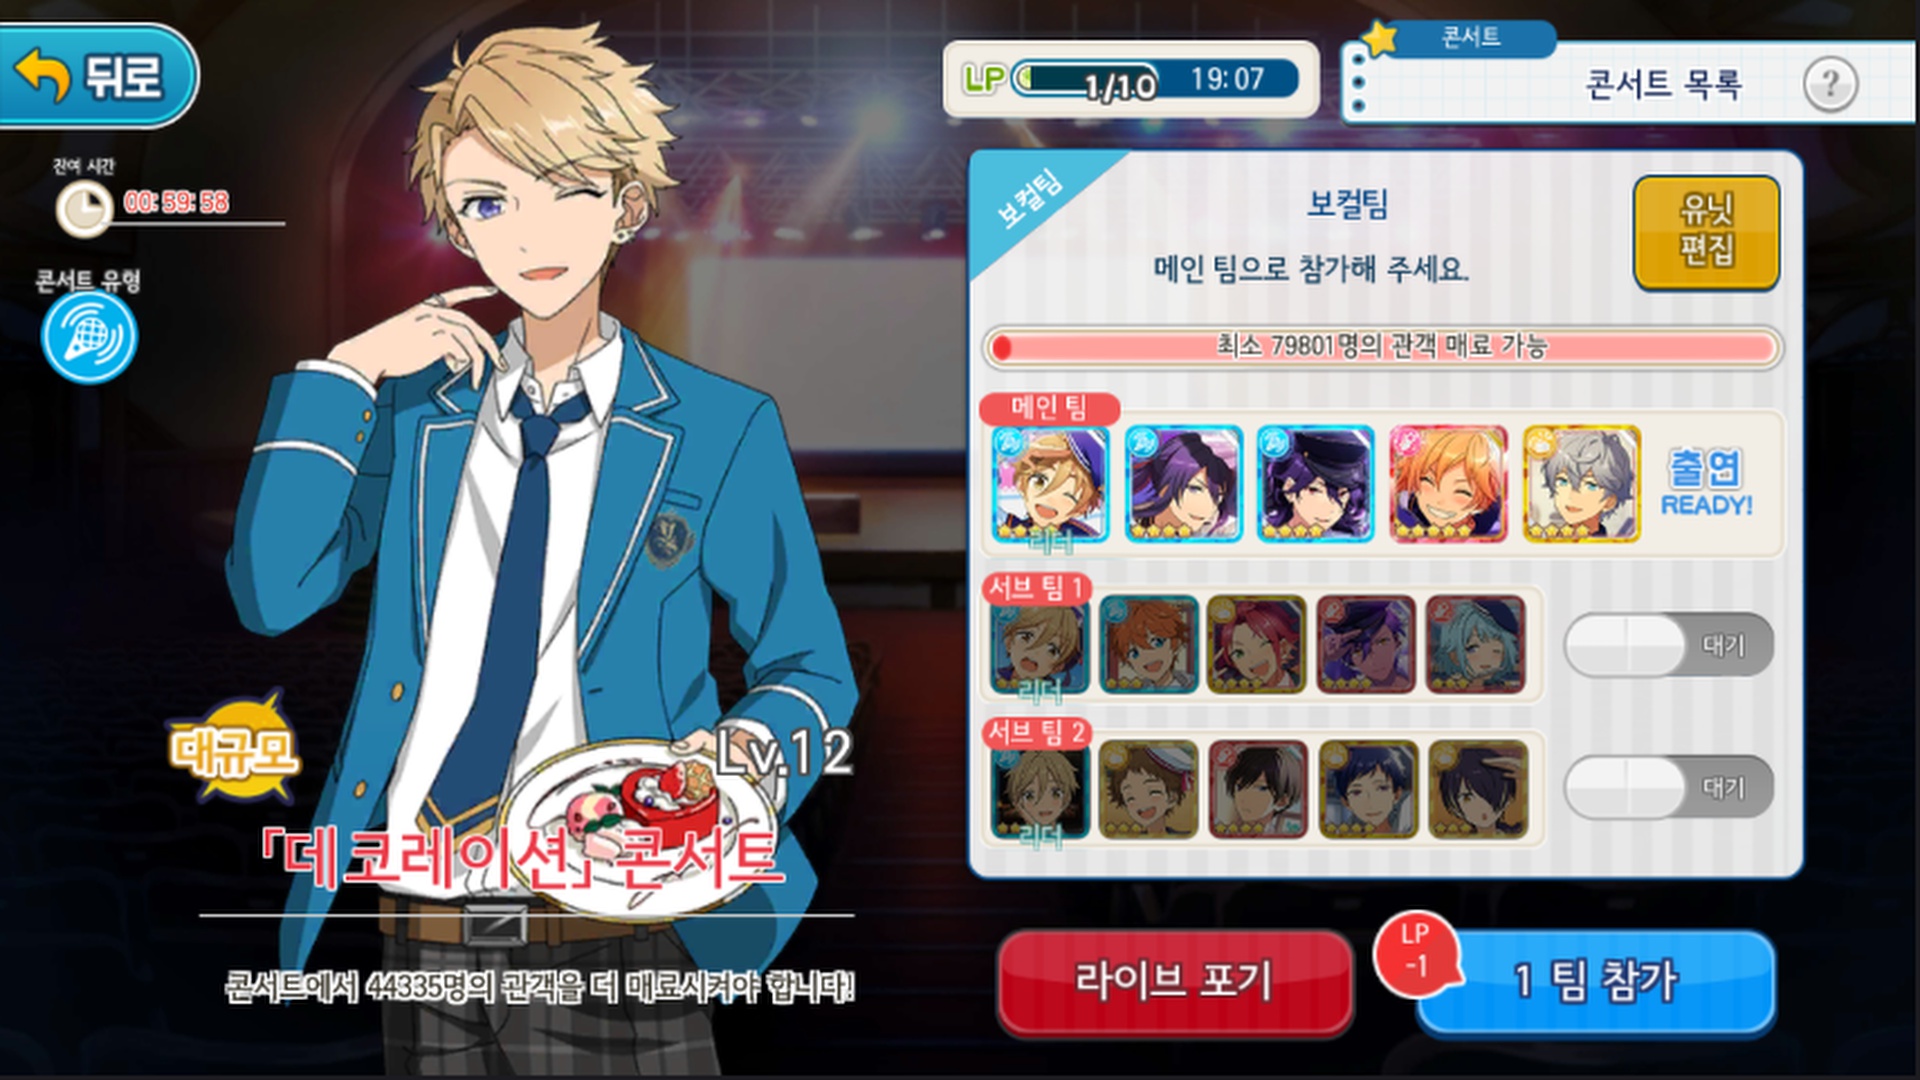 뒤로
잔여 시간
00:59:58
콘서트 유형
LP 1/10 19:07
콘서트
콘서트 목록
?
보컬팀
보컬팀
메인 팀으로 참가해 주세요.
유닛
편집
최소 79801명의 관객 매료 가능
메인 팀
리더
출연
READY!
서브 팀 1
리더
대기
서브 팀 2
리더
대기
대규모
Lv.12
「데코레이션」 콘서트
콘서트에서 44335명의 관객을 더 매료시켜야 합니다!
라이브 포기
LP
-1
1 팀 참가